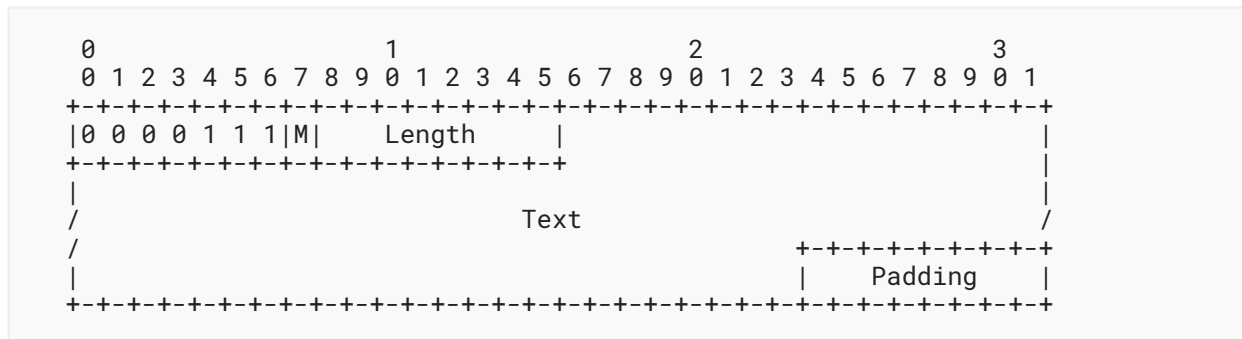 0                   1                   2                   3
 0 1 2 3 4 5 6 7 8 9 0 1 2 3 4 5 6 7 8 9 0 1 2 3 4 5 6 7 8 9 0 1
+-+-+-+-+-+-+-+-+-+-+-+-+-+-+-+-+-+-+-+-+-+-+-+-+-+-+-+-+-+-+-+-+
|0 0 0 0 1 1 1|M|    Length     |                               |
+-+-+-+-+-+-+-+-+-+-+-+-+-+-+-+-+                               |
|                                                               |
/                             Text                              /
/                                               +-+-+-+-+-+-+-+-+
|                                               |    Padding    |
+-+-+-+-+-+-+-+-+-+-+-+-+-+-+-+-+-+-+-+-+-+-+-+-+-+-+-+-+-+-+-+-+